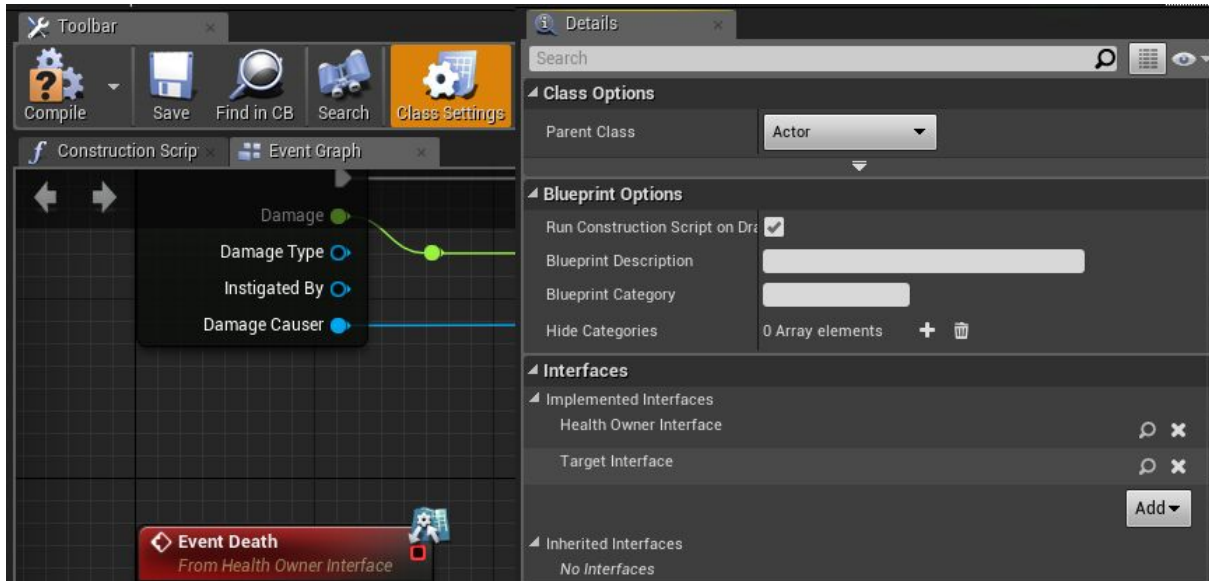 Toolbar
Compile
Save
Find in CB
Search
Class Settings
Construction Scrip
Event Graph
Damage
Damage Type
Instigated By
Damage Causer
Event Death
From Health Owner Interface
Details
Search
Class Options
Parent Class
Actor
Blueprint Options
Run Construction Script on Dra
Blueprint Description
Blueprint Category
Hide Categories
0 Array elements
Interfaces
Implemented Interfaces
Health Owner Interface
Target Interface
Add
Inherited Interfaces
No Interfaces